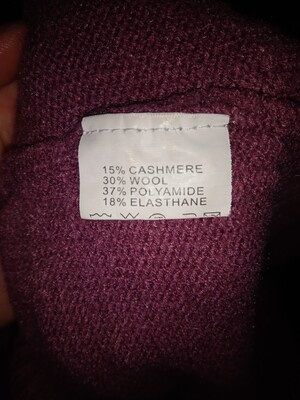 15% CASHMERE
30% WOOL
37% POLYAMIDE
18% ELASTHANE